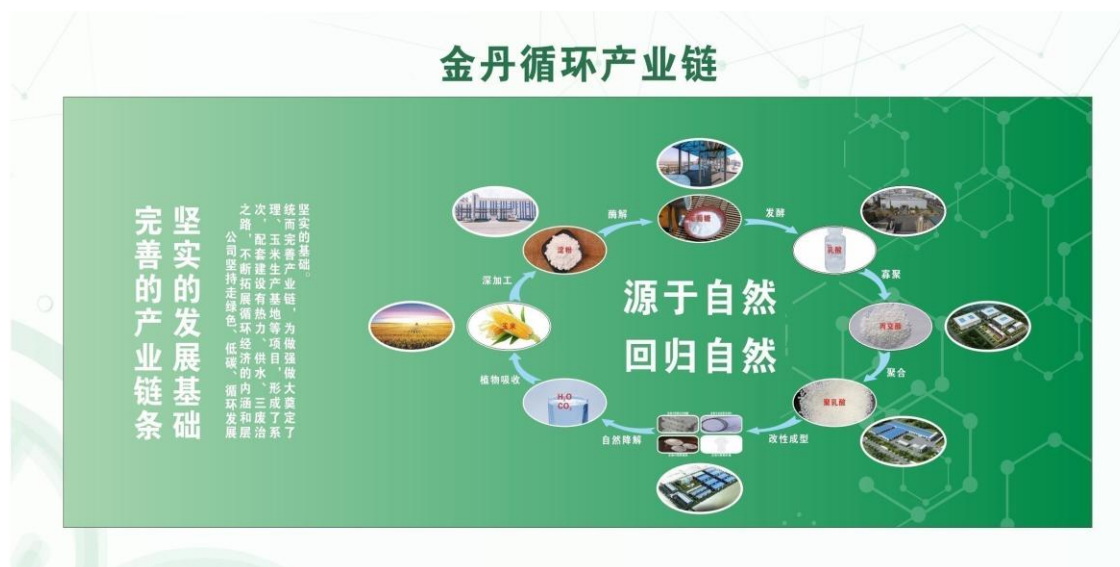 金丹循环产业链
完善的产业链条
坚实的发展基础
公司坚持走绿色、低碳、循环发展
之路，不断拓展循环经济的内涵和层
次，配套建设有热力、供水、三废治
理、玉米生产基地等项目，形成了系
统而完善产业链，为做强做大奠定了
坚实的基础。
源于自然
回归自然
玉米
深加工
淀粉
酶解
葡萄糖
发酵
乳酸
寡聚
丙交酯
聚合
聚乳酸
改性成型
自然降解
H₂O
CO₂
植物吸收